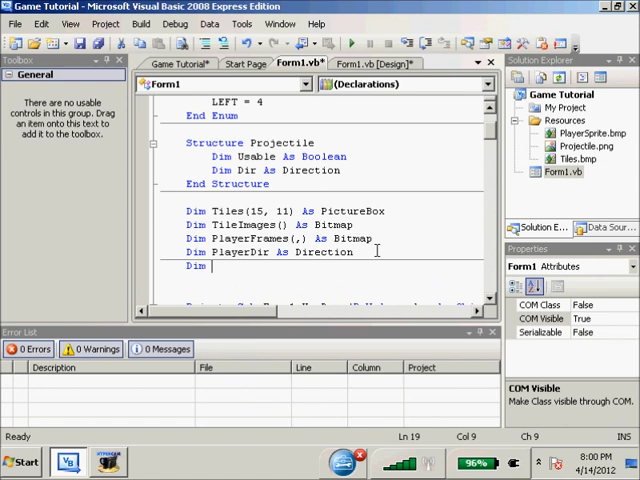 Game Tutorial - Microsoft Visual Basic 2008 Express Edition
File Edit View Project Build Debug Data Tools Window Help
Toolbox
General
There are no usable
controls in this group. Drag
an item onto this text to
add it to the toolbox.
Game Tutorial* Start Page Form1.vb* Form1.vb [Design]*
Form1 (Declarations)
LEFT = 4
End Enum
Structure Projectile
Dim Usable As Boolean
Dim Dir As Direction
End Structure
Dim Tiles(15, 11) As PictureBox
Dim TileImages() As Bitmap
Dim PlayerFrames(,) As Bitmap
Dim PlayerDir As Direction
Dim
Solution Explorer
Game Tutorial
My Project
Resources
PlayerSprite.bmp
Projectile.png
Tiles.bmp
Form1.vb
Solution E... Data Sour...
Properties
Form1 Attributes
COM Class False
COM Visible True
Serializable False
COM Visible
Make Class visible through COM.
Error List
0 Errors 0 Warnings 0 Messages
Description File Line Column Project
Ready Ln 19 Col 9 Ch 9 INS
Start 96% 8:00 PM
4/14/2012